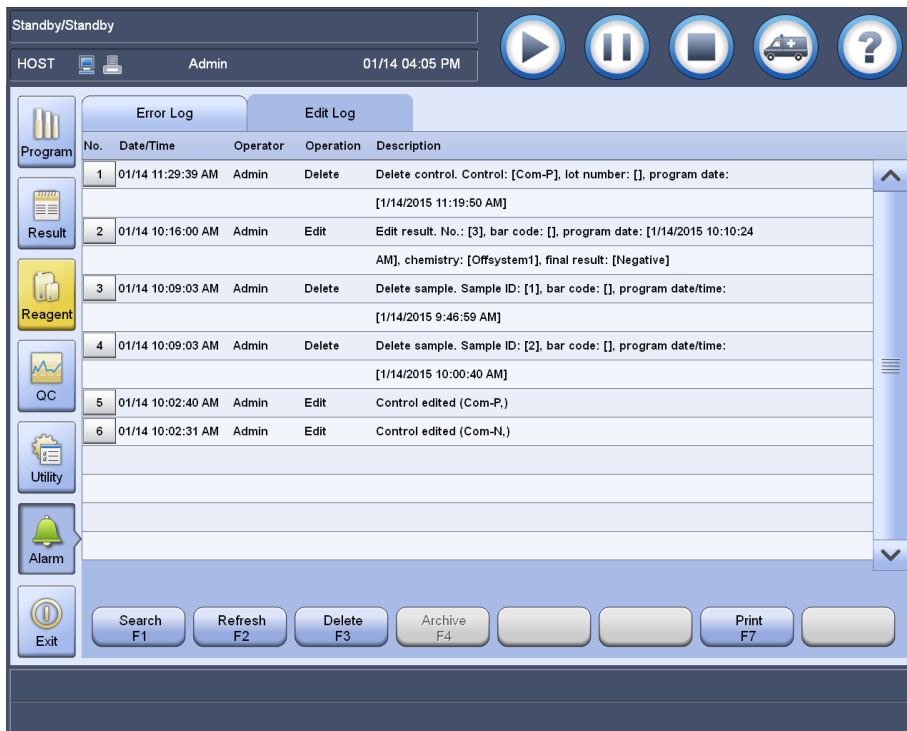 Standby/Standby
HOST Admin 01/14 04:05 PM
Program
Result
Reagent
QC
Utility
Alarm
Exit
Error Log Edit Log
No. Date/Time Operator Operation Description
1 01/14 11:29:39 AM Admin Delete Delete control. Control: [Com-P], lot number: [], program date:
[1/14/2015 11:19:50 AM]
2 01/14 10:16:00 AM Admin Edit Edit result. No.: [3], bar code: [], program date: [1/14/2015 10:10:24
AM], chemistry: [Offsystem1], final result: [Negative]
3 01/14 10:09:03 AM Admin Delete Delete sample. Sample ID: [1], bar code: [], program date/time:
[1/14/2015 9:46:59 AM]
4 01/14 10:09:03 AM Admin Delete Delete sample. Sample ID: [2], bar code: [], program date/time:
[1/14/2015 10:00:40 AM]
5 01/14 10:02:40 AM Admin Edit Control edited (Com-P,)
6 01/14 10:02:31 AM Admin Edit Control edited (Com-N,)
Search Refresh Delete Archive Print
F1 F2 F3 F4 F7